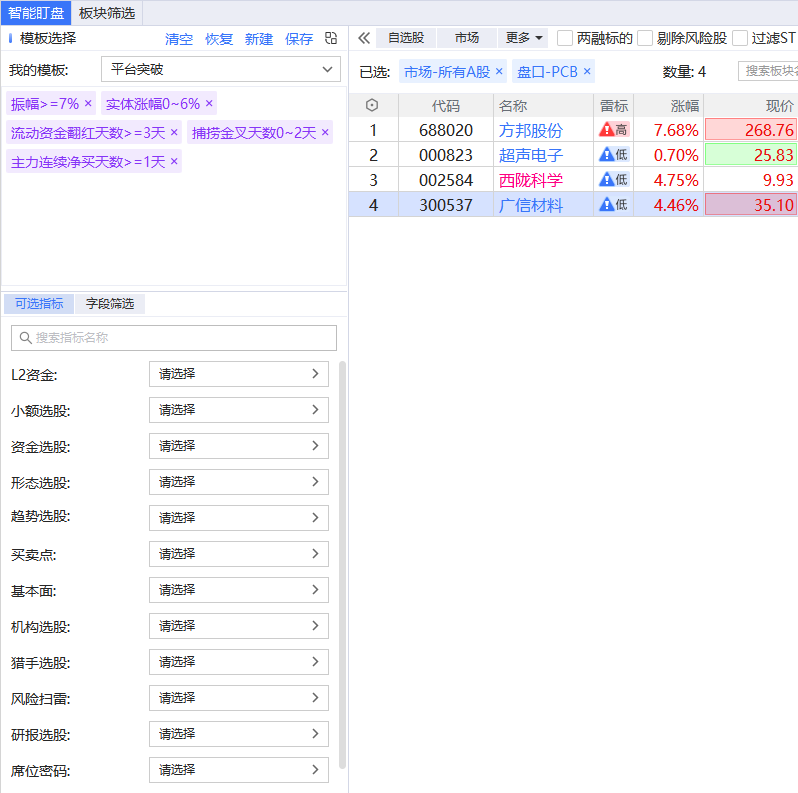 智能盯盘 板块筛选
模板选择 清空 恢复 新建 保存
我的模板: 平台突破
振幅>=7% × 实体涨幅0~6% ×
流动资金翻红天数>=3天 × 捕捞金叉天数0~2天 ×
主力连续净买天数>=1天 ×
可选指标 字段筛选
搜索指标名称
L2资金: 请选择
小额选股: 请选择
资金选股: 请选择
形态选股: 请选择
趋势选股: 请选择
买卖点: 请选择
基本面: 请选择
机构选股: 请选择
猎手选股: 请选择
风险扫雷: 请选择
研报选股: 请选择
席位密码: 请选择
自选股 市场 更多 两融标的 剔除风险股 过滤ST
已选: 市场-所有A股 × 盘口-PCB × 数量: 4 搜索板块名
代码 名称 雷标 涨幅 现价
1 688020 方邦股份 高 7.68% 268.76
2 000823 超声电子 低 0.70% 25.83
3 002584 西陇科学 低 4.75% 9.93
4 300537 广信材料 低 4.46% 35.10